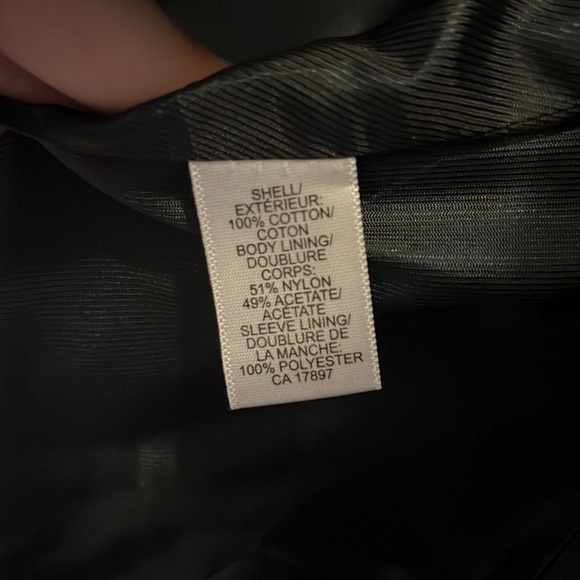 SHELL/
EXTÉRIEUR:
100% COTTON/
COTON
BODY LINING/
DOUBLURE
CORPS:
51% NYLON
49% ACETATE/
ACÉTATE
SLEEVE LINING/
DOUBLURE DE
LA MANCHE:
100% POLYESTER
CA 17897